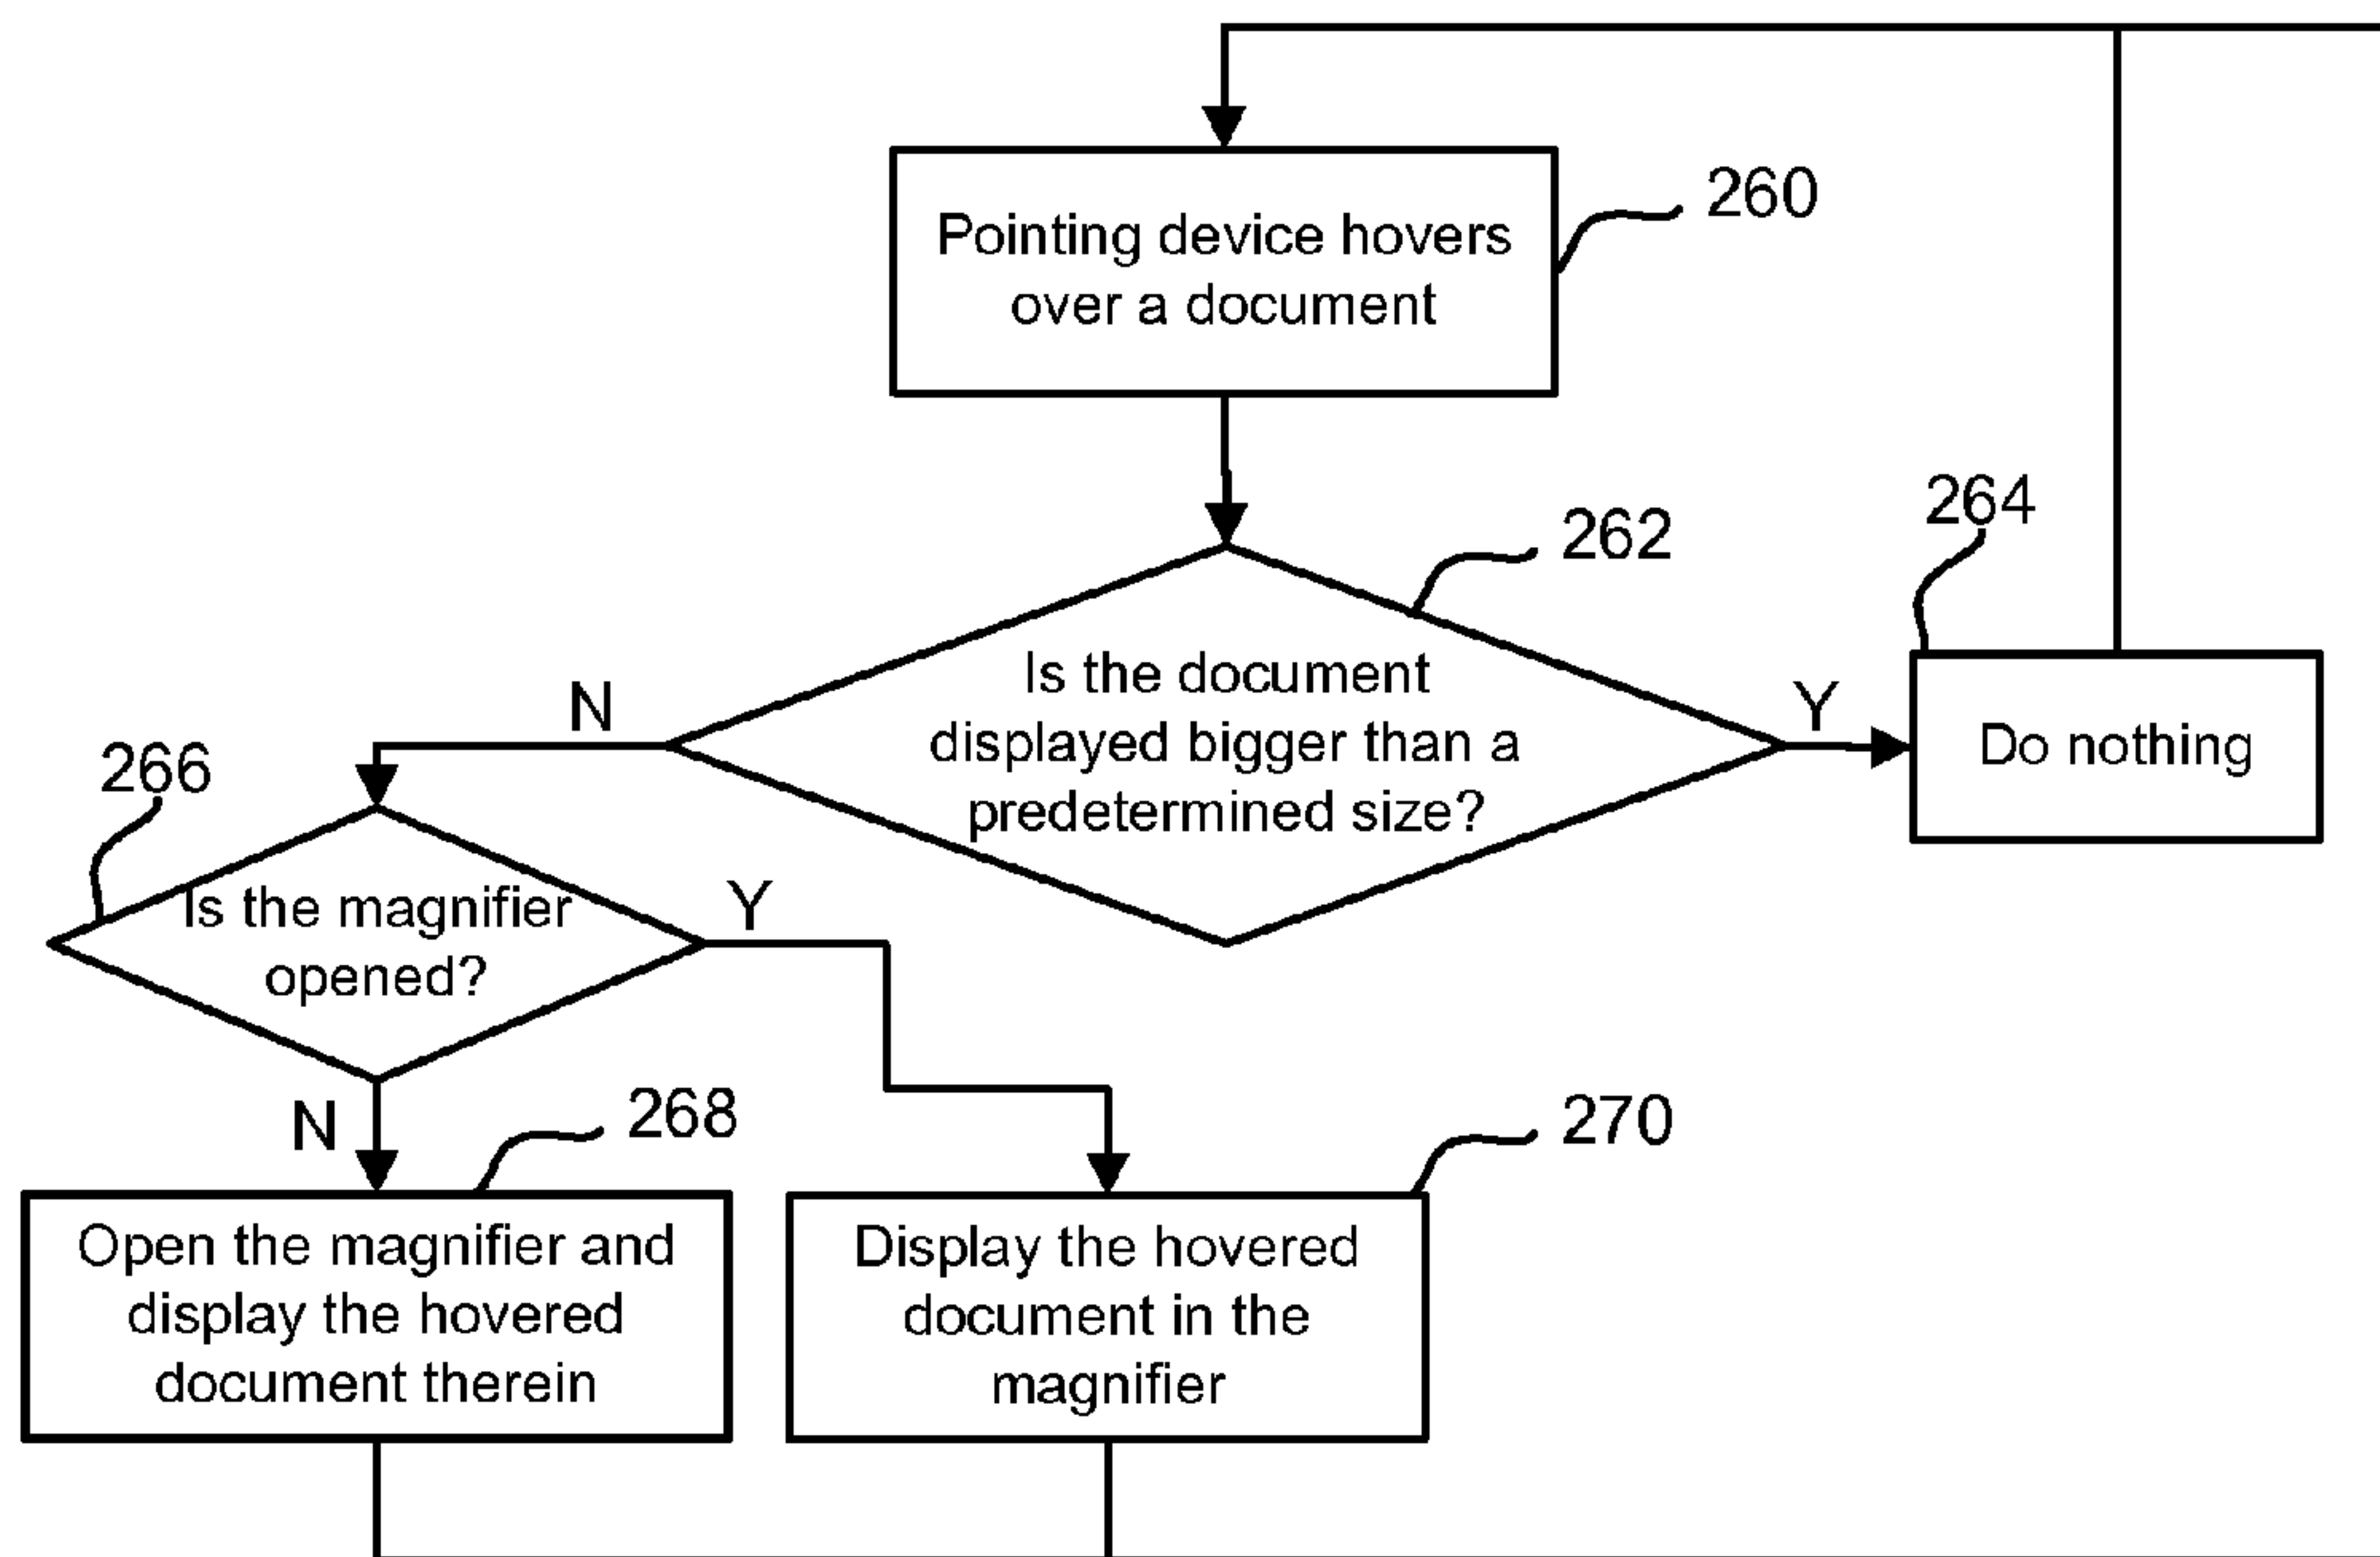 Pointing device hovers
over a document
260
262
264
Is the document
displayed bigger than a
predetermined size?
N
Y
Do nothing
266
Is the magnifier
opened?
Y
N
268
270
Open the magnifier and
display the hovered
document therein
Display the hovered
document in the
magnifier